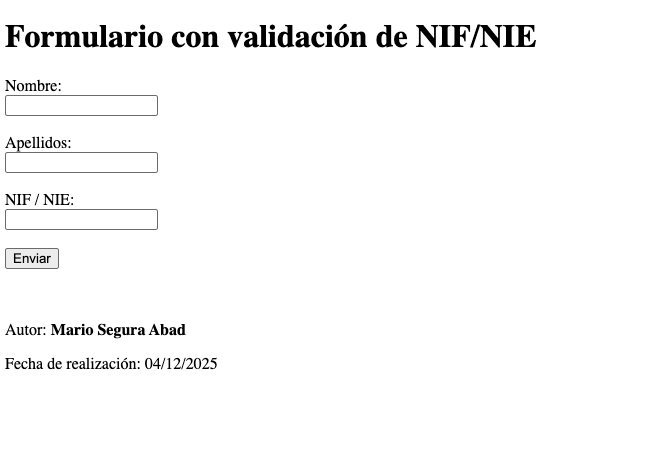 Formulario con validación de NIF/NIE
Nombre:
Apellidos:
NIF / NIE:
Enviar
Autor: Mario Segura Abad
Fecha de realización: 04/12/2025